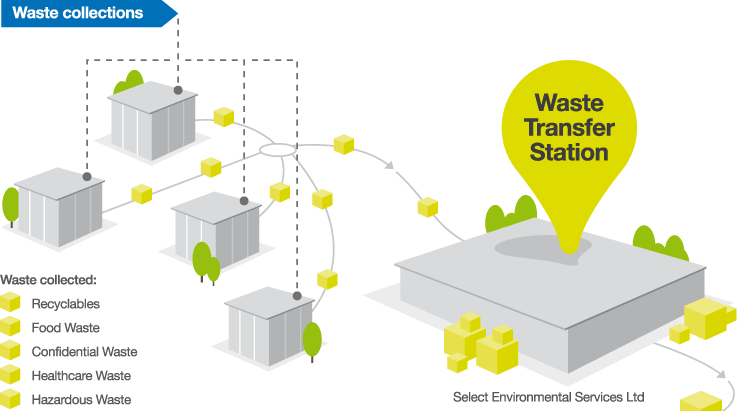 Waste collections
Waste
Transfer
Station
Waste collected:
Recyclables
Food Waste
Confidential Waste
Healthcare Waste
Hazardous Waste
Select Environmental Services Ltd